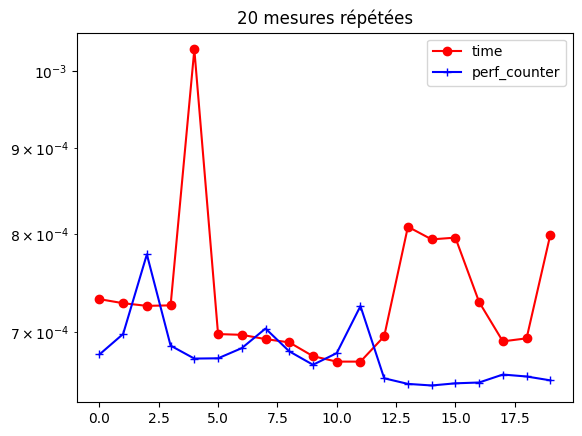 20 mesures répétées
time
perf_counter
10⁻³
9 × 10⁻⁴
8 × 10⁻⁴
7 × 10⁻⁴
0.0 2.5 5.0 7.5 10.0 12.5 15.0 17.5